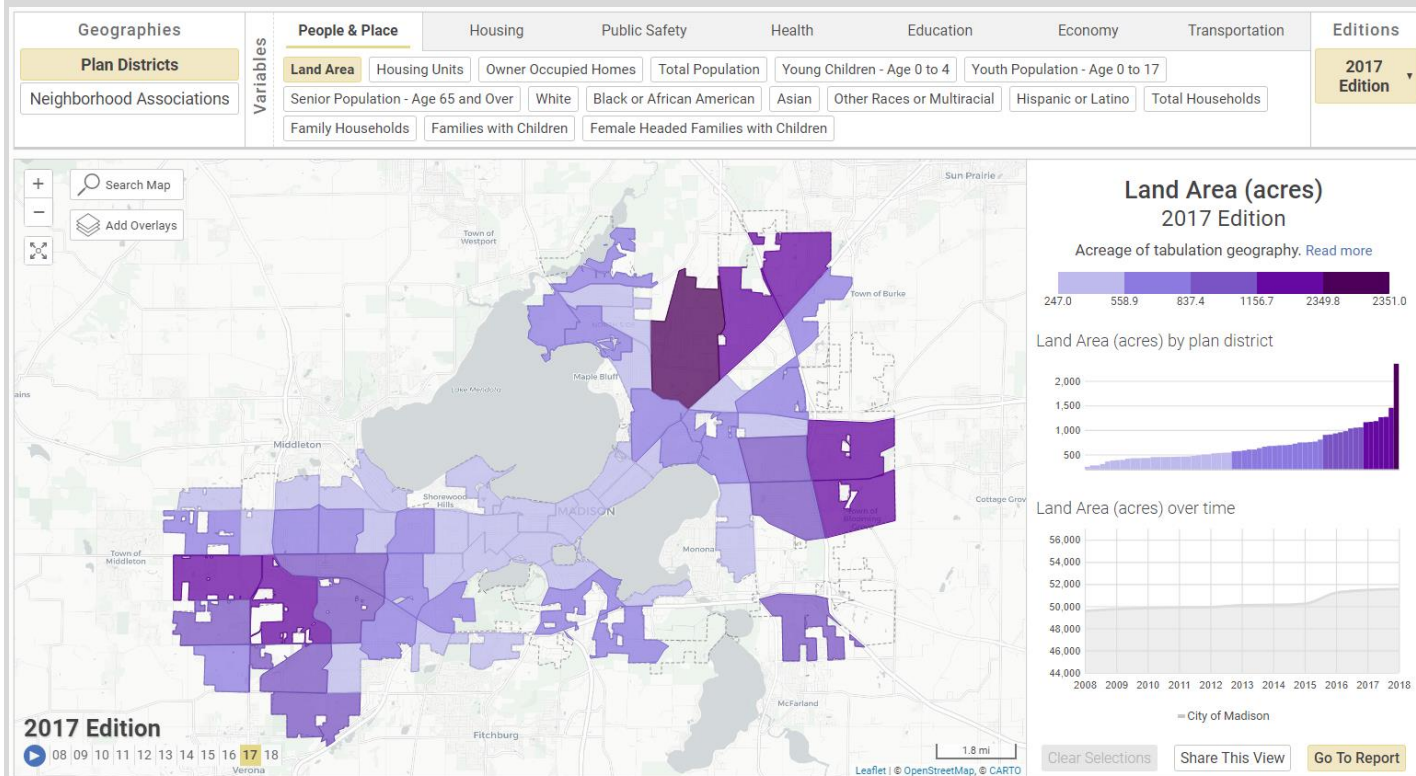 Geographies
Plan Districts
Neighborhood Associations
Variables
People & Place
Housing
Public Safety
Health
Education
Economy
Transportation
Land Area
Housing Units
Owner Occupied Homes
Total Population
Young Children - Age 0 to 4
Youth Population - Age 0 to 17
Senior Population - Age 65 and Over
White
Black or African American
Asian
Other Races or Multiracial
Hispanic or Latino
Total Households
Family Households
Families with Children
Female Headed Families with Children
Editions
2017
Edition
+
−
Search Map
Add Overlays
Sun Prairie
Town of
Westport
Town of Burke
Maple Bluff
Lake Mendota
Middleton
Shorewood
Hills
MADISON
Cottage Grov
Town of
Blooming
Grove
Town of
Middleton
Monona
McFarland
Fitchburg
Verona
ains
2017 Edition
08 09 10 11 12 13 14 15 16 17 18
1.8 mi
Leaflet | © OpenStreetMap, © CARTO
Land Area (acres)
2017 Edition
Acreage of tabulation geography. Read more
247.0 558.9 837.4 1156.7 2349.8 2351.0
Land Area (acres) by plan district
2,000
1,500
1,000
500
Land Area (acres) over time
56,000
54,000
52,000
50,000
48,000
46,000
44,000
2008 2009 2010 2011 2012 2013 2014 2015 2016 2017 2018
City of Madison
Clear Selections
Share This View
Go To Report